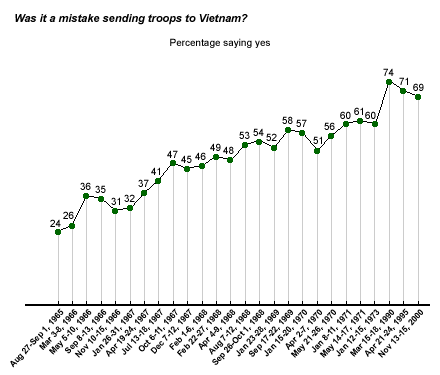 Was it a mistake sending troops to Vietnam?
Percentage saying yes
24
26
36
35
31
32
37
41
47
45
46
49
48
53
54
52
58
57
51
56
60
61
60
74
71
69
Aug 27-Sep 1, 1965
Mar 3-8, 1966
May 5-10, 1966
Sep 8-13, 1966
Nov 10-15, 1966
Jan 26-31, 1967
Apr 19-24, 1967
Jul 13-18, 1967
Oct 6-11, 1967
Dec 7-12, 1967
Feb 1-6, 1968
Feb 22-27, 1968
Apr 4-9, 1968
Aug 7-12, 1968
Sep 26-Oct 1, 1968
Jan 23-28, 1969
Sep 17-22, 1969
Jan 15-20, 1970
Apr 2-7, 1970
May 21-26, 1970
Jan 8-11, 1971
May 14-17, 1971
Jan 12-15, 1973
Mar 15-18, 1990
Apr 21-24, 1995
Nov 13-15, 2000